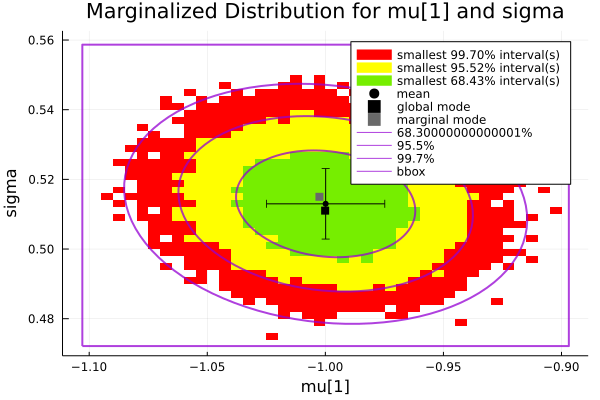 Marginalized Distribution for mu[1] and sigma
smallest 99.70% interval(s)
smallest 95.52% interval(s)
smallest 68.43% interval(s)
mean
global mode
marginal mode
68.30000000000001%
95.5%
99.7%
bbox
0.56
0.54
0.52
0.50
0.48
sigma
−1.10
−1.05
−1.00
−0.95
−0.90
mu[1]